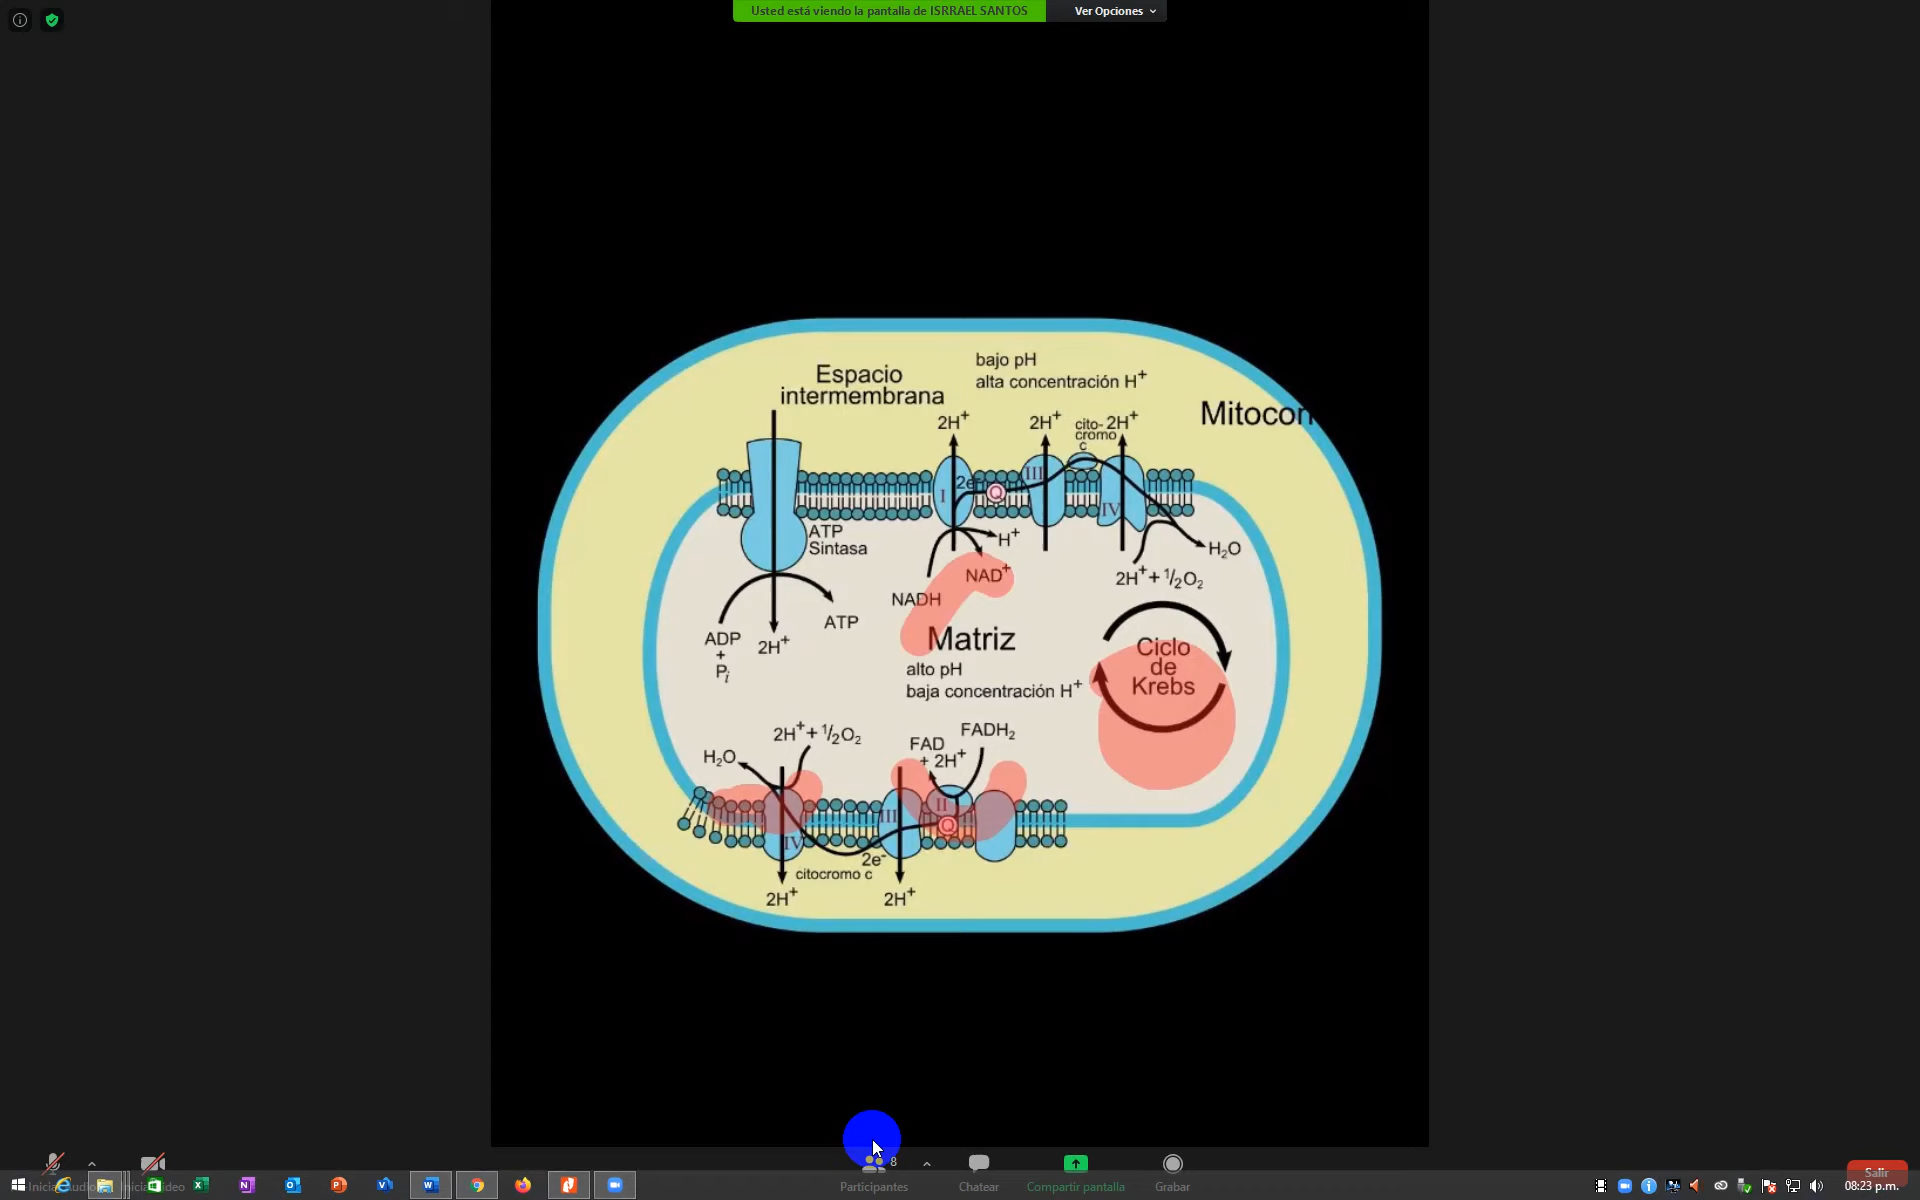 Usted está viendo la pantalla de ISRRAEL SANTOS
Ver Opciones
bajo pH
alta concentración H+
Espacio
intermembrana
Mitocon
2H+
2H+
cito-
cromo
c
2H+
I
2e-
Q
III
IV
ATP
Sintasa
H+
H2O
NAD+
2H+ + 1/2O2
NADH
ATP
ADP
+
Pi
2H+
Matriz
alto pH
baja concentración H+
Ciclo
de
Krebs
2H+ + 1/2O2
H2O
FAD
+ 2H+
FADH2
II
III
Q
IV
2e-
citocromo c
2H+
2H+
8
Participantes
Chatear
Compartir pantalla
Grabar
Salir
08:23 p.m.